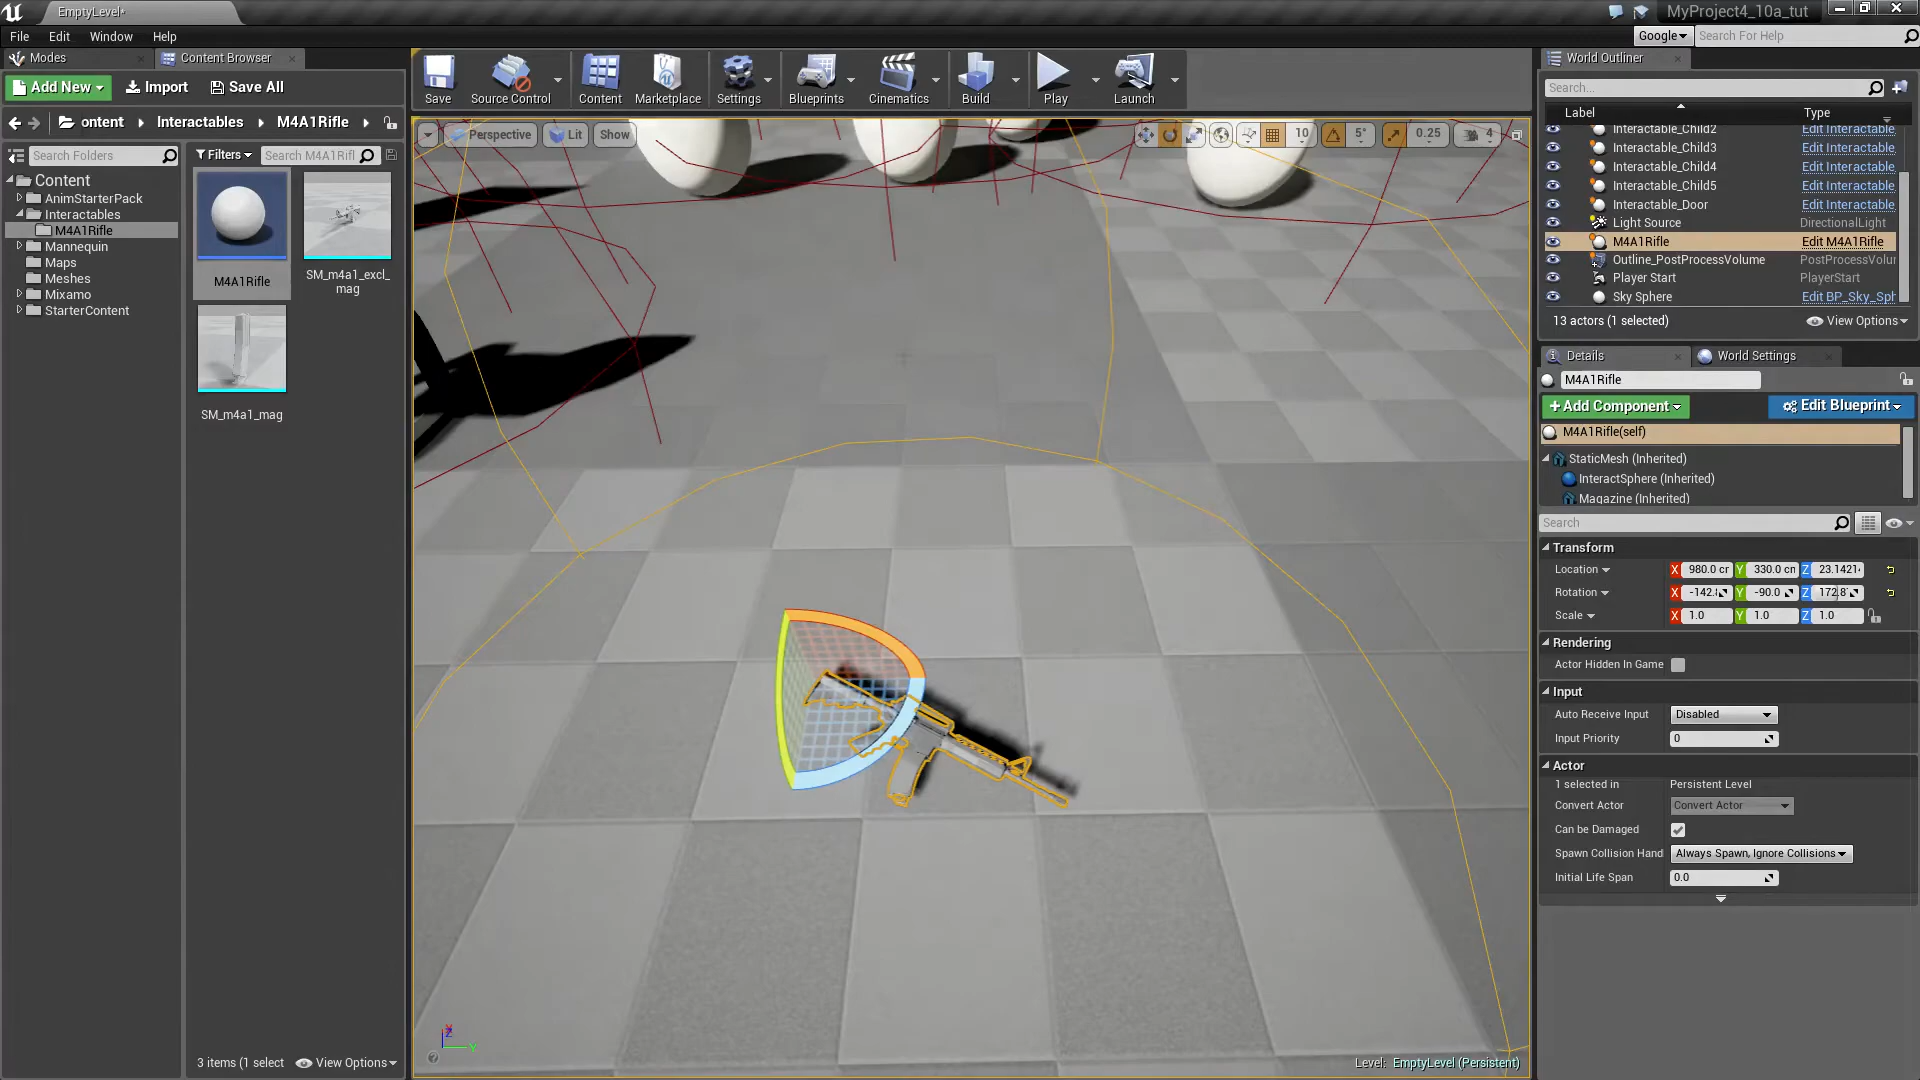 EmptyLevel*
MyProject4_10a_tut
File Edit Window Help
Google Search For Help
Modes
Content Browser
Add New Import Save All
ontent Interactables M4A1Rifle
Search Folders
Filters Search M4A1Rifl
Content
AnimStarterPack
Interactables
M4A1Rifle
Mannequin
Maps
Meshes
Mixamo
StarterContent
M4A1Rifle
SM_m4a1_excl_
mag
SM_m4a1_mag
3 items (1 select View Options
Save Source Control Content Marketplace Settings Blueprints Cinematics Build Play Launch
Perspective Lit Show
10 5° 0.25 4
Level: EmptyLevel (Persistent)
World Outliner
Search...
Label Type
Interactable_Child2 Edit Interactable
Interactable_Child3 Edit Interactable
Interactable_Child4 Edit Interactable
Interactable_Child5 Edit Interactable
Interactable_Door Edit Interactable
Light Source DirectionalLight
M4A1Rifle Edit M4A1Rifle
Outline_PostProcessVolume PostProcessVolur
Player Start PlayerStart
Sky Sphere Edit BP_Sky_Sph
13 actors (1 selected) View Options
Details World Settings
M4A1Rifle
+Add Component Edit Blueprint
M4A1Rifle(self)
StaticMesh (Inherited)
InteractSphere (Inherited)
Magazine (Inherited)
Search
Transform
Location X 980.0 cr Y 330.0 cm Z 23.1421
Rotation X -142. Y -90.0 Z 172.8
Scale X 1.0 Y 1.0 Z 1.0
Rendering
Actor Hidden In Game
Input
Auto Receive Input Disabled
Input Priority 0
Actor
1 selected in Persistent Level
Convert Actor Convert Actor
Can be Damaged
Spawn Collision Hand Always Spawn, Ignore Collisions
Initial Life Span 0.0